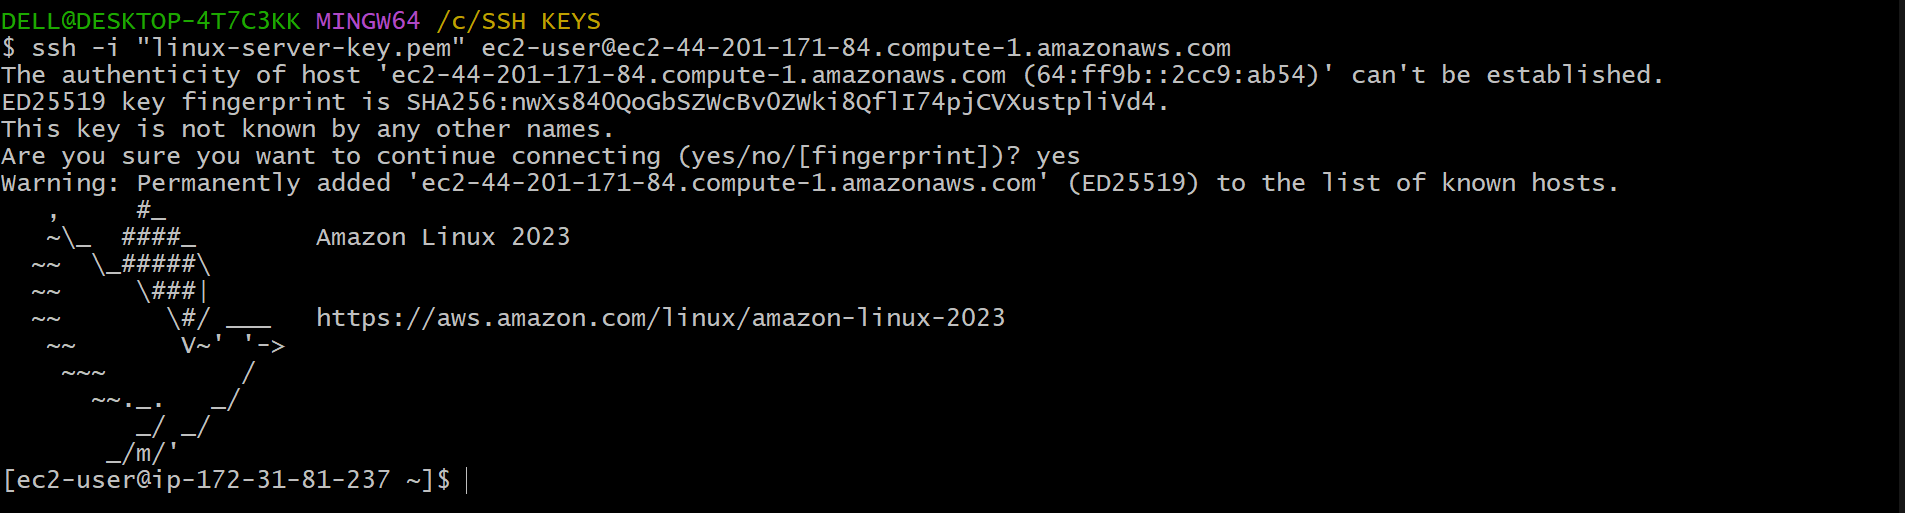 DELL@DESKTOP-4T7C3KK MINGW64 /c/SSH KEYS
$ ssh -i "linux-server-key.pem" ec2-user@ec2-44-201-171-84.compute-1.amazonaws.com
The authenticity of host 'ec2-44-201-171-84.compute-1.amazonaws.com (64:ff9b::2cc9:ab54)' can't be established.
ED25519 key fingerprint is SHA256:nwXs840QoGbSZWcBv0ZWki8QflI74pjCVXustpliVd4.
This key is not known by any other names.
Are you sure you want to continue connecting (yes/no/[fingerprint])? yes
Warning: Permanently added 'ec2-44-201-171-84.compute-1.amazonaws.com' (ED25519) to the list of known hosts.
   ,     #_
   ~\_  ####_        Amazon Linux 2023
  ~~  \_#####\
  ~~     \###|
  ~~       \#/ ___   https://aws.amazon.com/linux/amazon-linux-2023
   ~~       V~' '->
    ~~~         /
      ~~._.   _/
         _/ _/
       _/m/'
[ec2-user@ip-172-31-81-237 ~]$